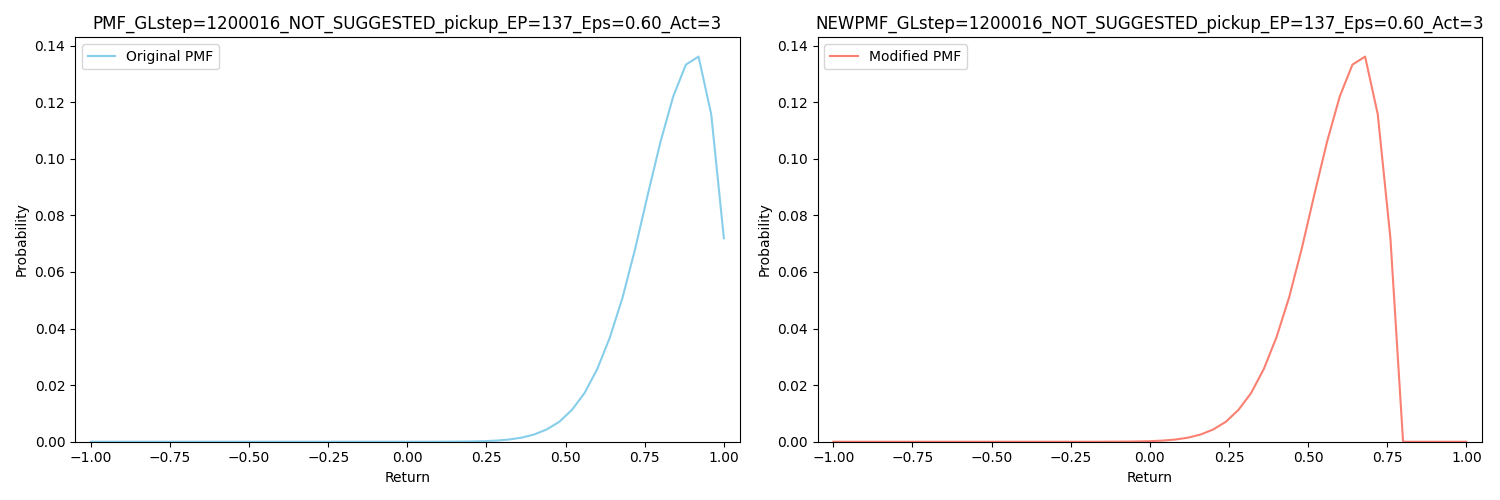 PMF_GLstep=1200016_NOT_SUGGESTED_pickup_EP=137_Eps=0.60_Act=3
Original PMF
0.14
0.12
0.10
0.08
0.06
0.04
0.02
0.00
Probability
−1.00 −0.75 −0.50 −0.25 0.00 0.25 0.50 0.75 1.00
Return
NEWPMF_GLstep=1200016_NOT_SUGGESTED_pickup_EP=137_Eps=0.60_Act=3
Modified PMF
0.14
0.12
0.10
0.08
0.06
0.04
0.02
0.00
Probability
−1.00 −0.75 −0.50 −0.25 0.00 0.25 0.50 0.75 1.00
Return